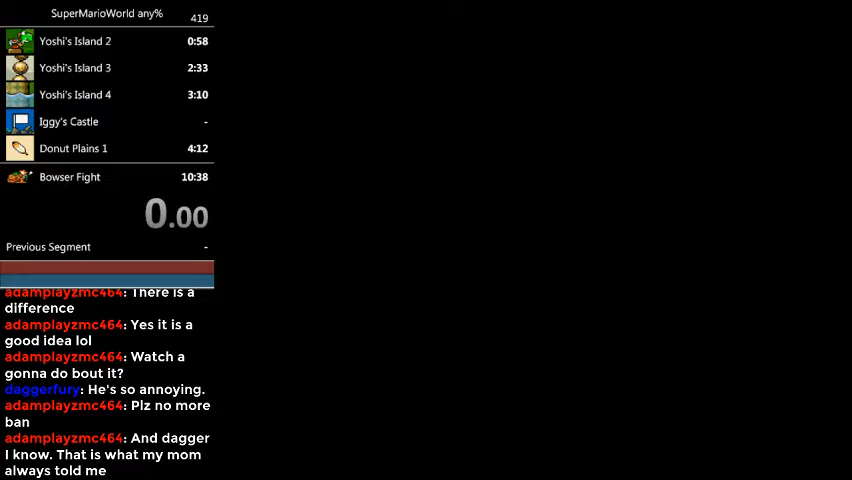 SuperMarioWorld any%
419
Yoshi's Island 2 0:58
Yoshi's Island 3 2:33
Yoshi's Island 4 3:10
Iggy's Castle -
Donut Plains 1 4:12
Bowser Fight 10:38
0.00
Previous Segment -
adamplayzmc464: There is a
difference
adamplayzmc464: Yes it is a
good idea lol
adamplayzmc464: Watch a
gonna do bout it?
daggerfury: He's so annoying.
adamplayzmc464: Plz no more
ban
adamplayzmc464: And dagger
I know. That is what my mom
always told me